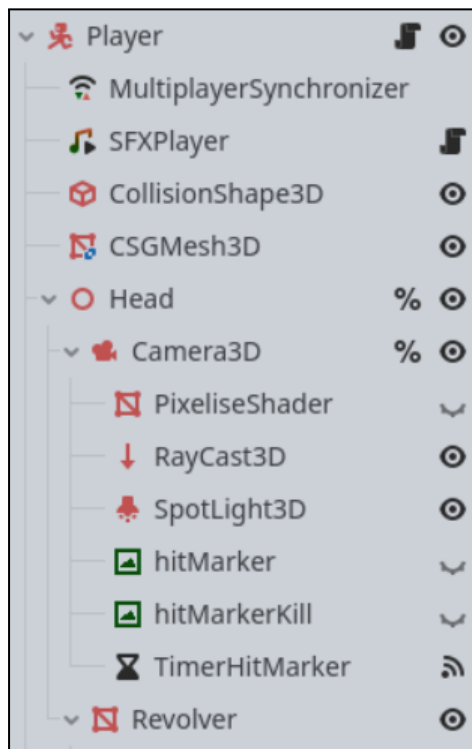 Player
MultiplayerSynchronizer
SFXPlayer
CollisionShape3D
CSGMesh3D
Head %
Camera3D %
PixeliseShader
RayCast3D
SpotLight3D
hitMarker
hitMarkerKill
TimerHitMarker
Revolver